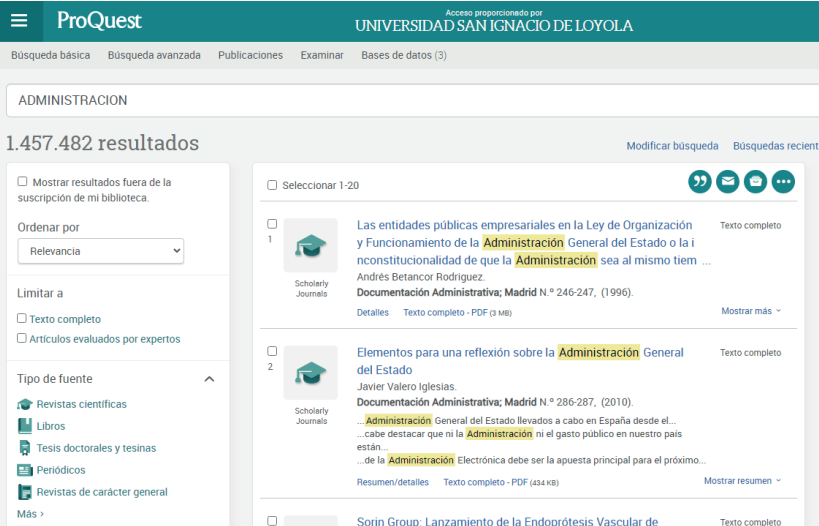 ProQuest
Acceso proporcionado por
UNIVERSIDAD SAN IGNACIO DE LOYOLA
Búsqueda básica Búsqueda avanzada Publicaciones Examinar Bases de datos (3)
ADMINISTRACION
1.457.482 resultados
Modificar búsqueda Búsquedas recient
Mostrar resultados fuera de la
suscripción de mi biblioteca.
Ordenar por
Relevancia
Limitar a
Texto completo
Artículos evaluados por expertos
Tipo de fuente
Revistas científicas
Libros
Tesis doctorales y tesinas
Periódicos
Revistas de carácter general
Más >
Seleccionar 1-20
1
Scholarly
Journals
Las entidades públicas empresariales en la Ley de Organización
y Funcionamiento de la Administración General del Estado o la i
nconstitucionalidad de que la Administración sea al mismo tiem ...
Texto completo
Andrés Betancor Rodriguez.
Documentación Administrativa; Madrid N.º 246-247, (1996).
Detalles Texto completo - PDF (3 MB) Mostrar más
2
Scholarly
Journals
Elementos para una reflexión sobre la Administración General
del Estado
Texto completo
Javier Valero Iglesias.
Documentación Administrativa; Madrid N.º 286-287, (2010).
...Administración General del Estado llevados a cabo en España desde el...
...cabe destacar que ni la Administración ni el gasto público en nuestro país
están...
...de la Administración Electrónica debe ser la apuesta principal para el próximo...
Resumen/detalles Texto completo - PDF (434 KB) Mostrar resumen
Sorin Group: Lanzamiento de la Endoprótesis Vascular de
Texto completo